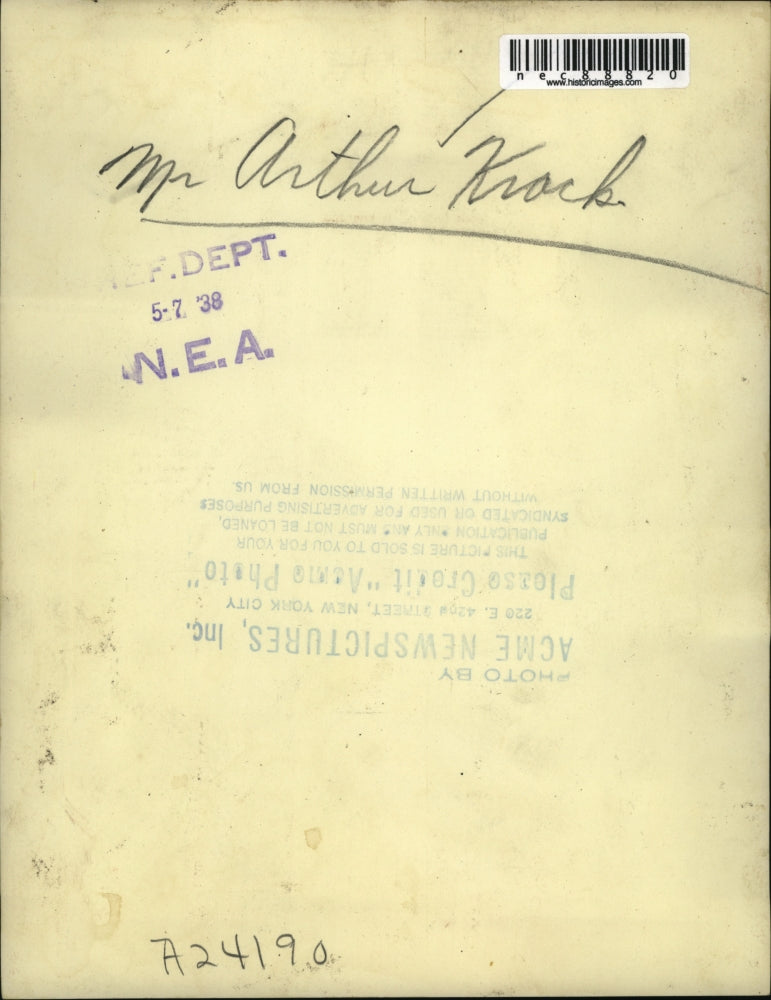 nec88820
www.historicimages.com
Mr Arthur Krock.
REF. DEPT.
5-7 '38
N.E.A.
PHOTO BY
ACME NEWSPICTURES, Inc.
220 E. 42nd STREET, NEW YORK CITY
Please Credit "Acme Photo"
THIS PICTURE IS SOLD TO YOU FOR YOUR
PUBLICATION ONLY AND MUST NOT BE LOANED,
SYNDICATED OR USED FOR ADVERTISING PURPOSES
WITHOUT WRITTEN PERMISSION FROM US.
A24190